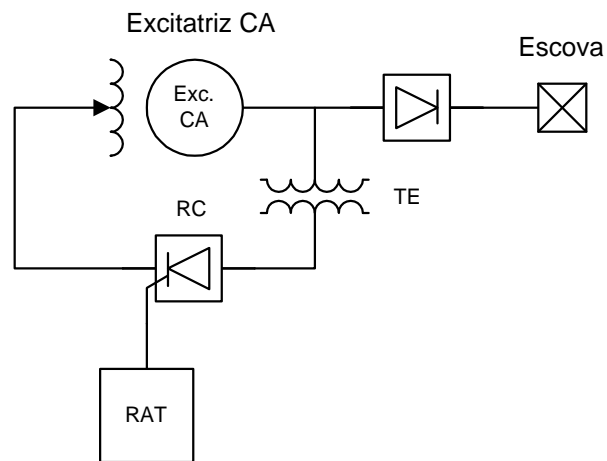 Excitatriz CA
Escova
Exc.
CA
TE
RC
RAT